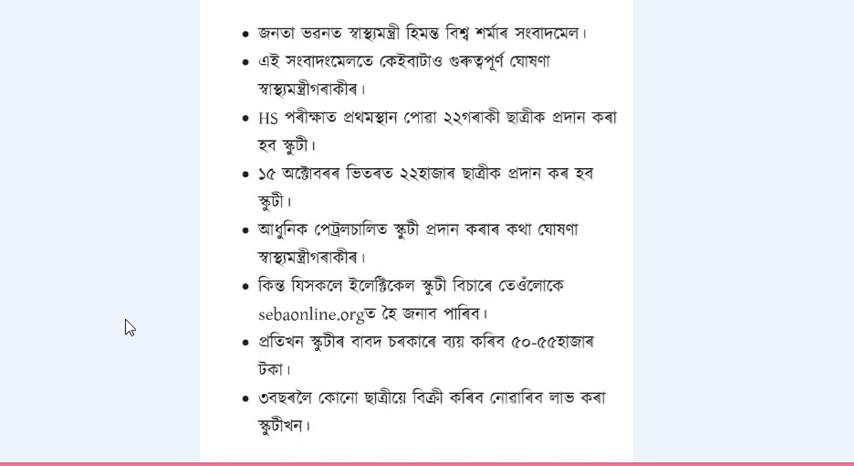 • জনতা ভৱনত স্বাস্থ্যমন্ত্ৰী হিমন্ত বিশ্ব শৰ্মাৰ সংবাদমেল।
• এই সংবাদংমেলতে কেইবাটাও গুৰুত্বপূৰ্ণ ঘোষণা
স্বাস্থ্যমন্ত্ৰীগৰাকীৰ।
• HS পৰীক্ষাত প্ৰথমস্থান পোৱা ২২গৰাকী ছাত্ৰীক প্ৰদান কৰা
হব স্কুটী।
• ১৫ অক্টোবৰৰ ভিতৰত ২২হাজাৰ ছাত্ৰীক প্ৰদান কৰ হব
স্কুটী।
• আধুনিক পেট্ৰলচালিত স্কুটী প্ৰদান কৰাৰ কথা ঘোষণা
স্বাস্থ্যমন্ত্ৰীগৰাকীৰ।
• কিন্ত যিসকলে ইলেক্টিকেল স্কুটী বিচাৰে তেওঁলোকে
sebaonline.orgত হৈ জনাব পাৰিব।
• প্ৰতিখন স্কুটীৰ বাবদ চৰকাৰে ব্যয় কৰিব ৫০-৫৫হাজাৰ
টকা।
• ৩বছৰলৈ কোনো ছাত্ৰীয়ে বিক্ৰী কৰিব নোৱাৰিব লাভ কৰা
স্কুটীখন।